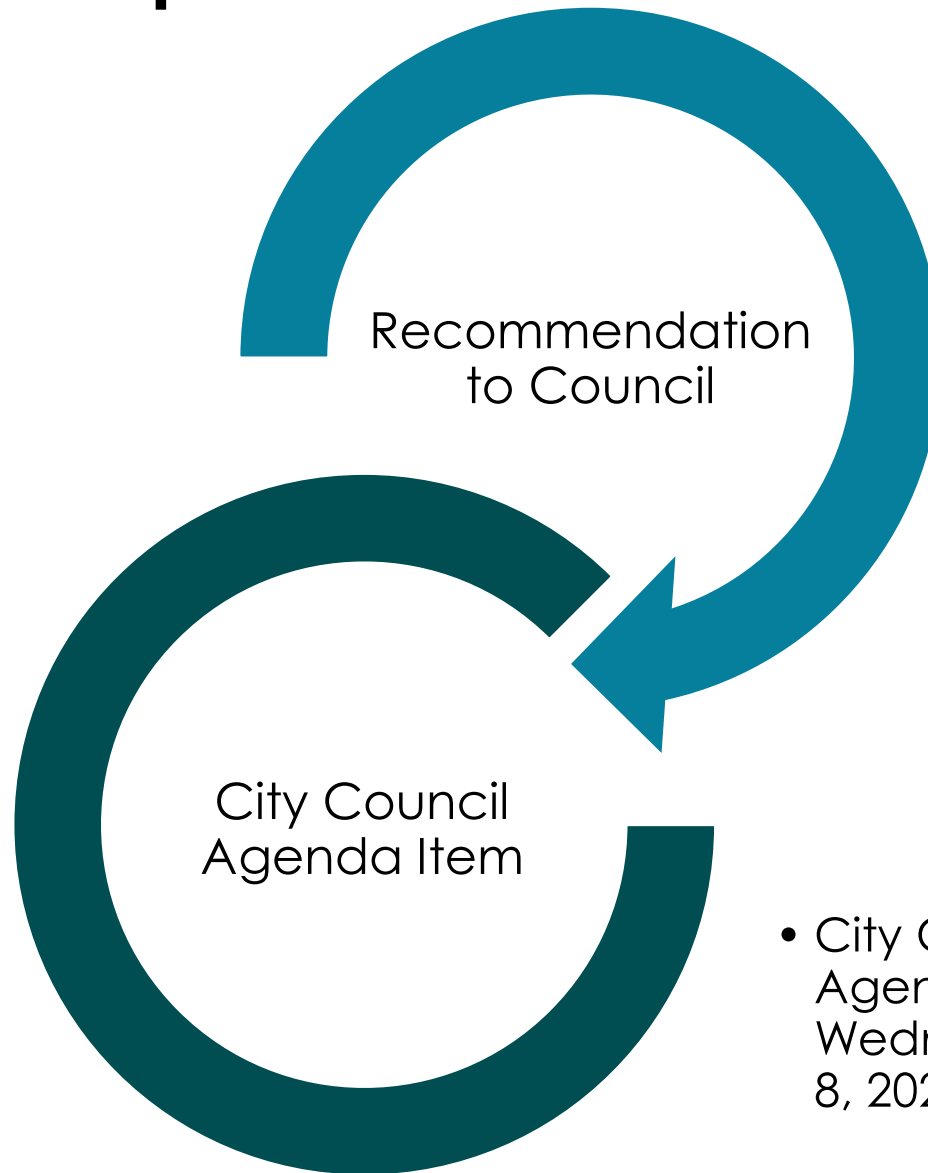 Recommendation
to Council
City Council
Agenda Item
• City
8,